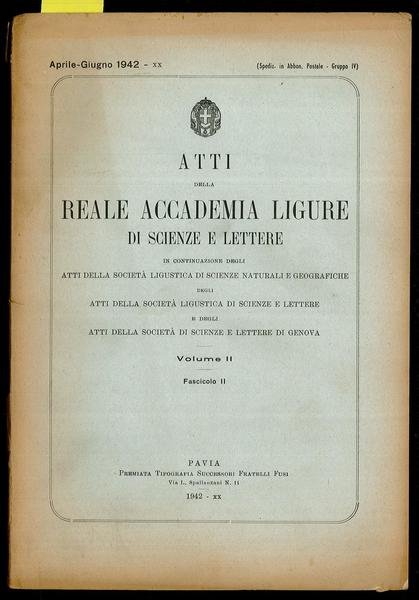 Aprile-Giugno 1942 - XX
(Spedic. in Abbon. Postale - Gruppo IV)
ATTI
DELLA
REALE ACCADEMIA LIGURE
DI SCIENZE E LETTERE
IN CONTINUAZIONE DEGLI
ATTI DELLA SOCIETÀ LIGUSTICA DI SCIENZE NATURALI E GEOGRAFICHE
DEGLI
ATTI DELLA SOCIETÀ LIGUSTICA DI SCIENZE E LETTERE
E DEGLI
ATTI DELLA SOCIETÀ DI SCIENZE E LETTERE DI GENOVA
Volume II
Fascicolo II
PAVIA
PREMIATA TIPOGRAFIA SUCCESSORI FRATELLI FUSI
Via L. Spallanzani N. 11
1942 - XX